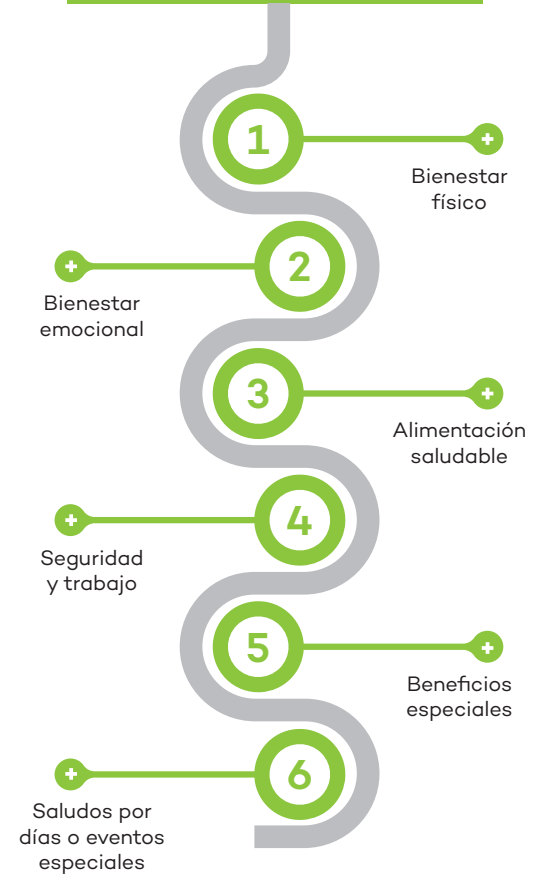 1
Bienestar
físico
2
Bienestar
emocional
3
Alimentación
saludable
4
Seguridad
y trabajo
5
Beneficios
especiales
6
Saludos por
días o eventos
especiales